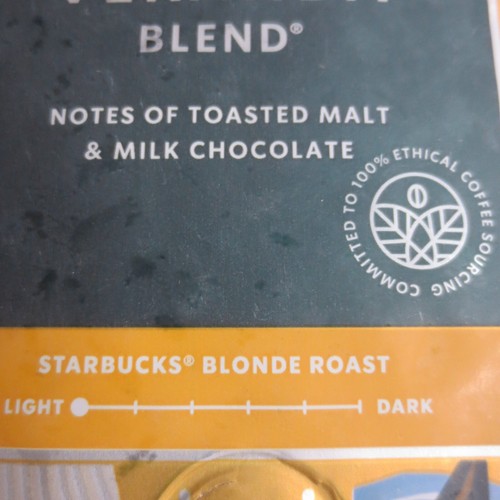 BLEND®
NOTES OF TOASTED MALT
& MILK CHOCOLATE
COMMITTED TO 100% ETHICAL COFFEE SOURCING
STARBUCKS® BLONDE ROAST
LIGHT DARK